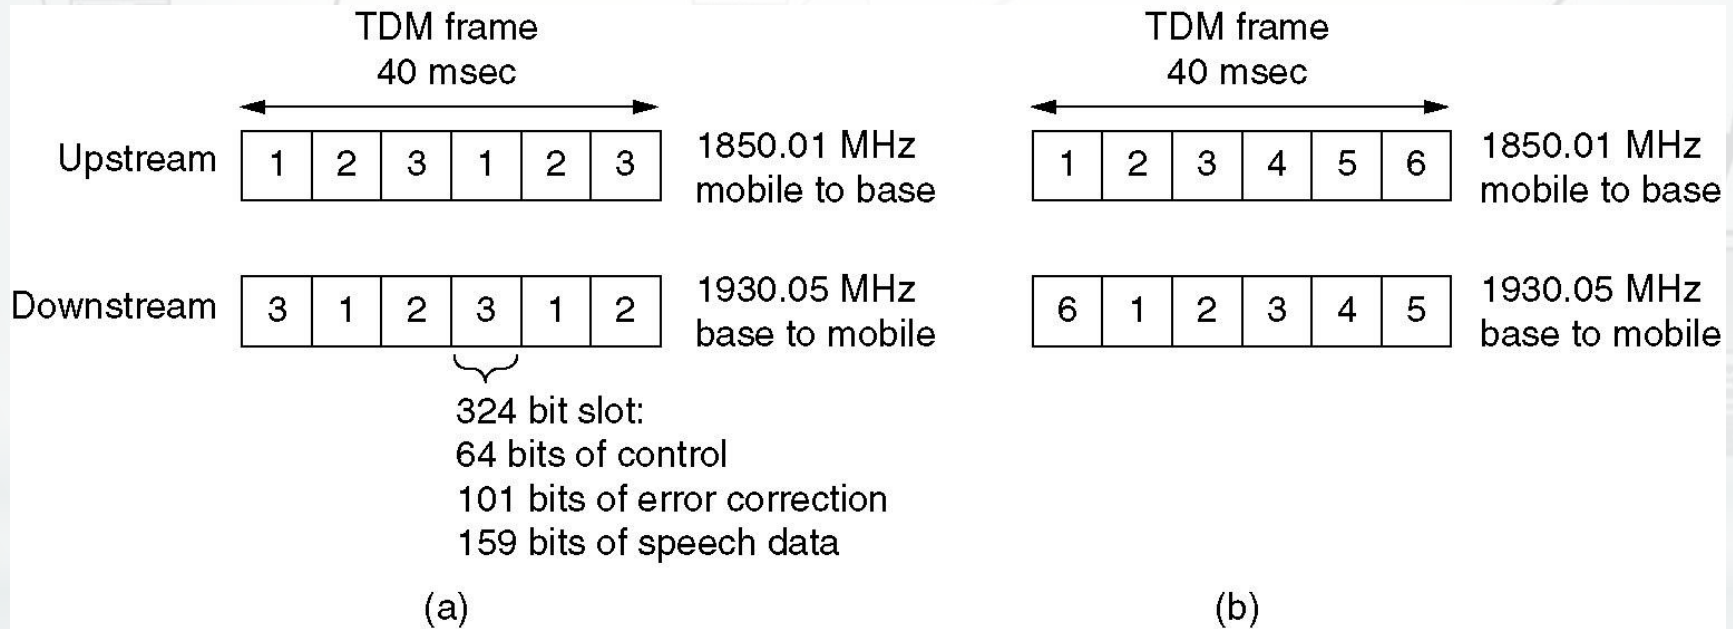 TDM frame
40 msec
Upstream 1 2 3 1 2 3 1850.01 MHz
mobile to base
Downstream 3 1 2 3 1 2 1930.05 MHz
base to mobile
324 bit slot:
64 bits of control
101 bits of error correction
159 bits of speech data
(a)
TDM frame
40 msec
1 2 3 4 5 6 1850.01 MHz
mobile to base
6 1 2 3 4 5 1930.05 MHz
base to mobile
(b)